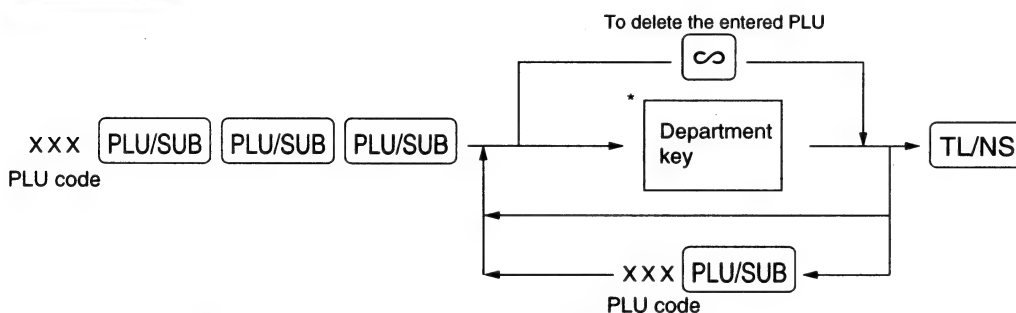 To delete the entered PLU
∽
*
Department
key
xxx PLU/SUB PLU/SUB PLU/SUB
TL/NS
PLU code
xxx PLU/SUB
PLU code